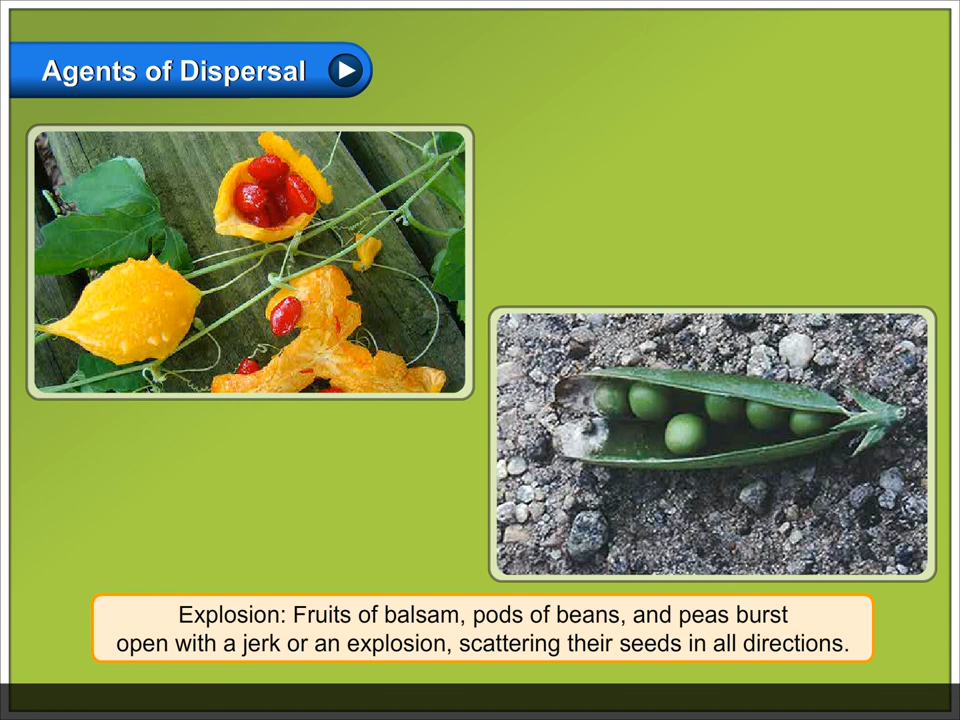 Agents of Dispersal
Explosion: Fruits of balsam, pods of beans, and peas burst
open with a jerk or an explosion, scattering their seeds in all directions.